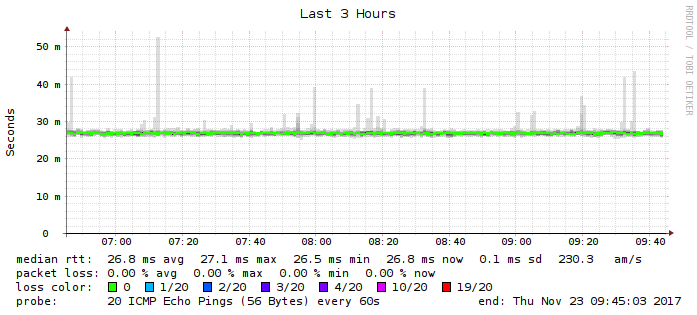 Last 3 Hours
RRDTOOL / TOBI OETIKER
Seconds
50 m
40 m
30 m
20 m
10 m
0
07:00 07:20 07:40 08:00 08:20 08:40 09:00 09:20 09:40
median rtt: 26.8 ms avg 27.1 ms max 26.5 ms min 26.8 ms now 0.1 ms sd 230.3 am/s
packet loss: 0.00 % avg 0.00 % max 0.00 % min 0.00 % now
loss color: 0 1/20 2/20 3/20 4/20 10/20 19/20
probe: 20 ICMP Echo Pings (56 Bytes) every 60s end: Thu Nov 23 09:45:03 2017